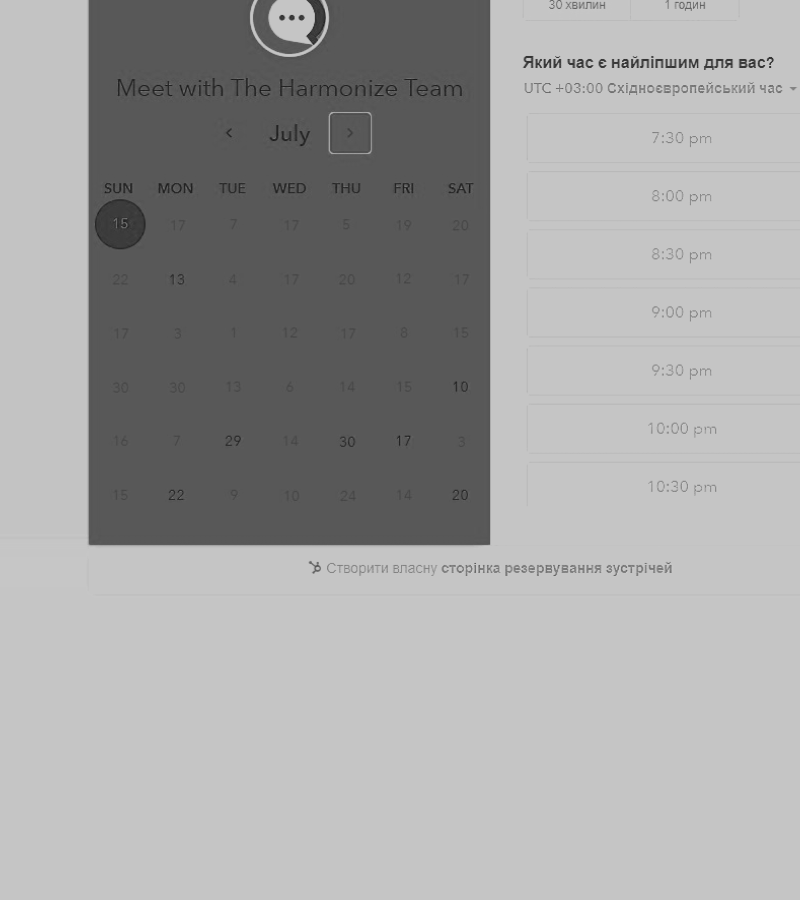 Meet with The Harmonize Team
July
SUN MON TUE WED THU FRI SAT
15 17 7 17 5 19 20
22 13 4 17 20 12 17
17 3 1 12 17 8 15
30 30 13 6 14 15 10
16 7 29 14 30 17 3
15 22 9 10 24 14 20
30 хвилин 1 годин
Який час є найліпшим для вас?
UTC +03:00 Східноєвропейський час
7:30 pm
8:00 pm
8:30 pm
9:00 pm
9:30 pm
10:00 pm
10:30 pm
Створити власну сторінка резервування зустрічей